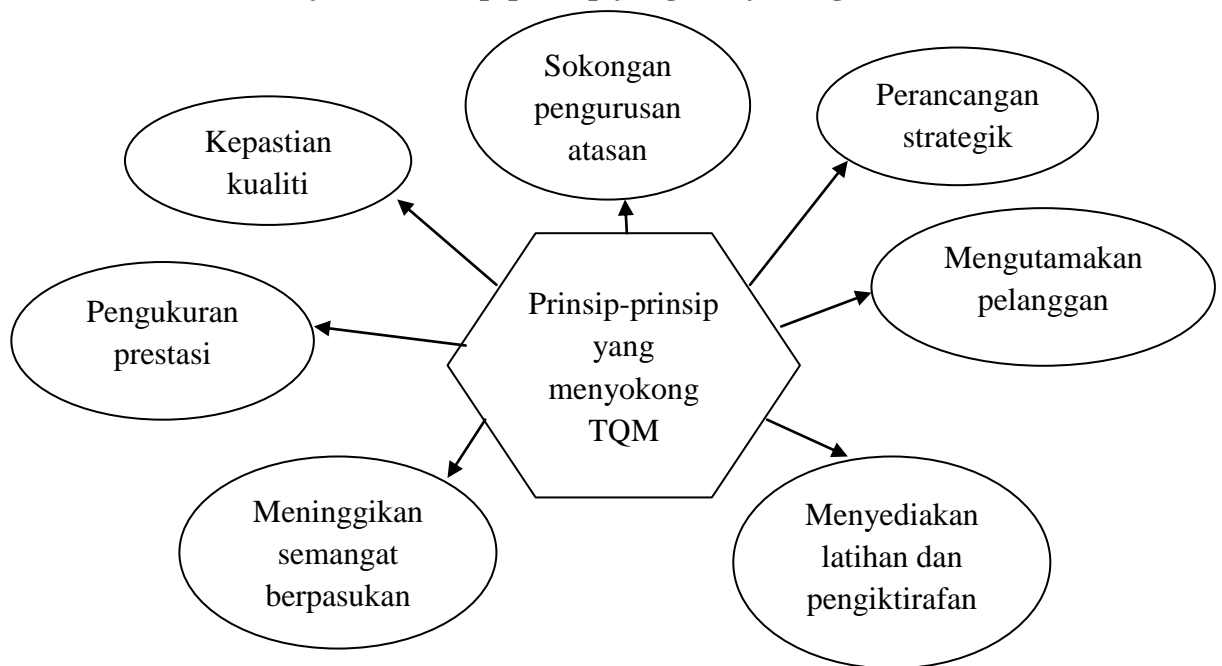 Sokongan
pengurusan
atasan
Perancangan
strategik
Kepastian
kualiti
Mengutamakan
pelanggan
Pengukuran
prestasi
Prinsip-prinsip
yang
menyokong
TQM
Meninggikan
semangat
berpasukan
Menyediakan
latihan dan
pengiktirafan